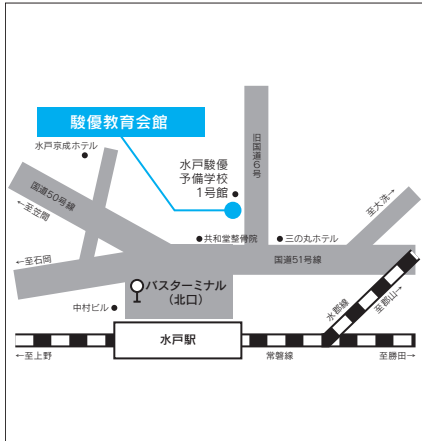 駿優教育会館
水戸京成ホテル
旧国道6号
水戸駿優
予備学校
1号館
国道50号線
←至笠間
至大洗→
共和堂整骨院
三の丸ホテル
←至石岡
国道51号線
バスターミナル
(北口)
中村ビル
水郡線
至郡山→
水戸駅
←至上野
常磐線
至勝田→